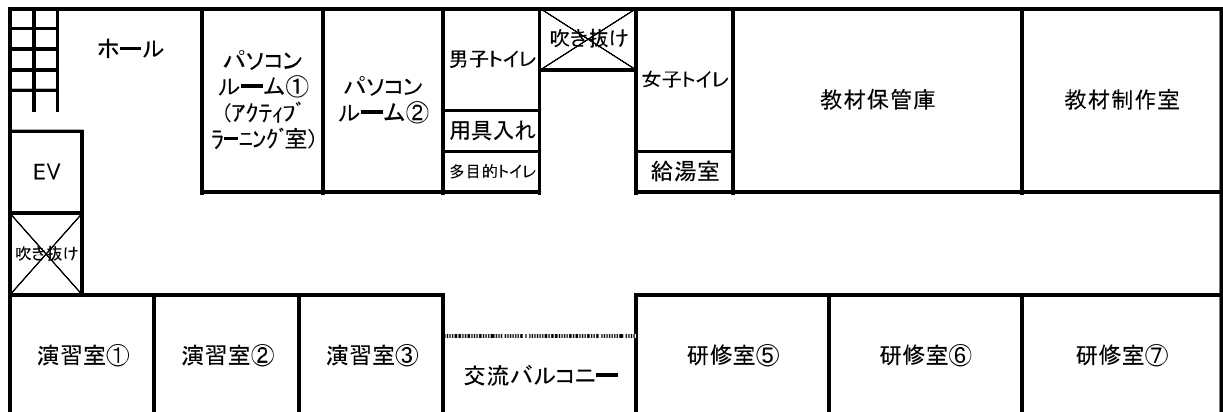 ホール
パソコン
ルーム①
(アクティブ
ラーニング室)
パソコン
ルーム②
男子トイレ
用具入れ
多目的トイレ
吹き抜け
女子トイレ
給湯室
教材保管庫
教材制作室
EV
吹き抜け
演習室①
演習室②
演習室③
交流バルコニー
研修室⑤
研修室⑥
研修室⑦